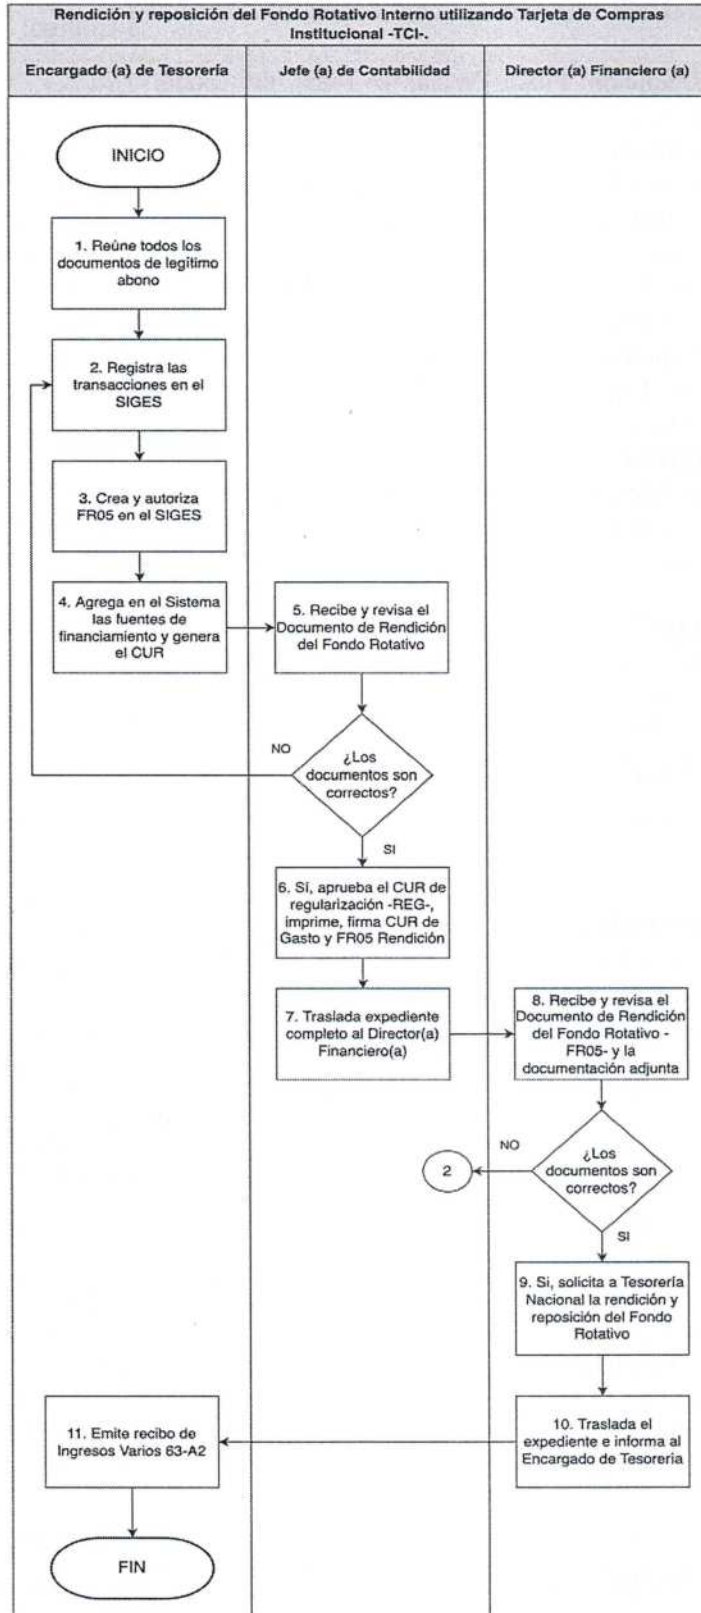 Rendición y reposición del Fondo Rotativo Interno utilizando Tarjeta de Compras
Institucional -TCI-.
Encargado (a) de Tesorería
Jefe (a) de Contabilidad
Director (a) Financiero (a)
INICIO
1. Reúne todos los
documentos de legítimo
abono
2. Registra las
transacciones en el
SIGES
3. Crea y autoriza
FR05 en el SIGES
4. Agrega en el Sistema
las fuentes de
financiamiento y genera
el CUR
5. Recibe y revisa el
Documento de Rendición
del Fondo Rotativo
NO
¿Los
documentos son
correctos?
SI
6. Sí, aprueba el CUR de
regularización -REG-,
imprime, firma CUR de
Gasto y FR05 Rendición
7. Traslada expediente
completo al Director(a)
Financiero(a)
8. Recibe y revisa el
Documento de Rendición
del Fondo Rotativo -
FR05- y la
documentación adjunta
NO
2
¿Los
documentos son
correctos?
SI
9. Si, solicita a Tesorería
Nacional la rendición y
reposición del Fondo
Rotativo
10. Traslada el
expediente e informa al
Encargado de Tesorería
11. Emite recibo de
Ingresos Varios 63-A2
FIN